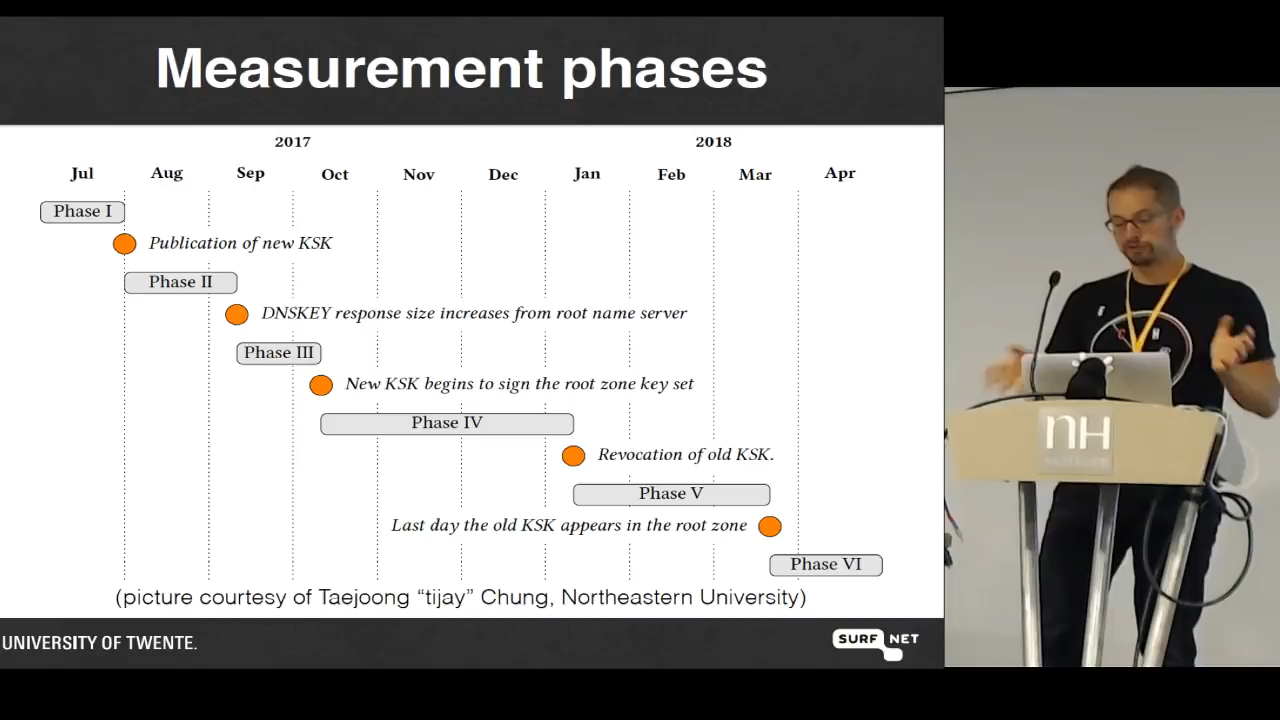 Measurement phases
2017 2018
Jul Aug Sep Oct Nov Dec Jan Feb Mar Apr
Phase I
Publication of new KSK
Phase II
DNSKEY response size increases from root name server
Phase III
New KSK begins to sign the root zone key set
Phase IV
Revocation of old KSK.
Phase V
Last day the old KSK appears in the root zone
Phase VI
(picture courtesy of Taejoong “tijay” Chung, Northeastern University)
UNIVERSITY OF TWENTE.
SURF NET
nH